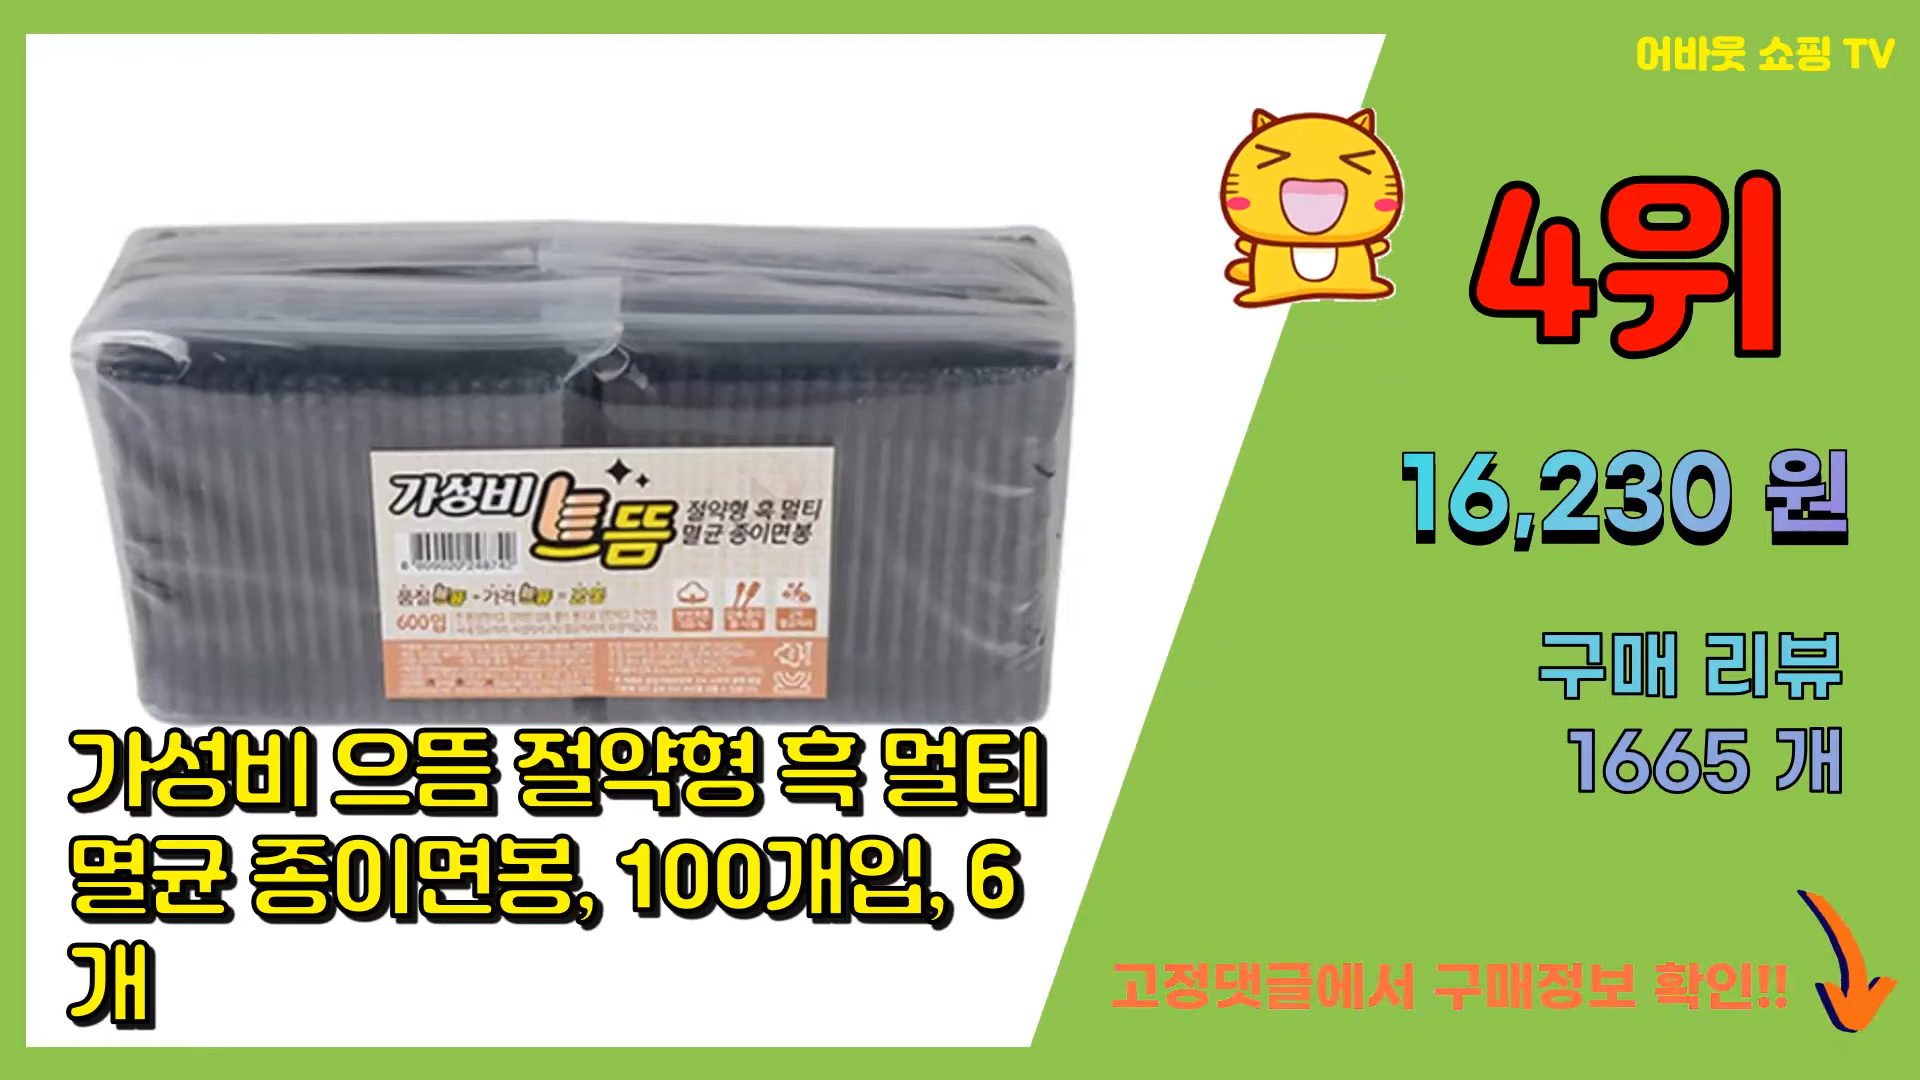 어바웃 쇼핑 TV
4위
16,230 원
구매 리뷰
1665 개
가성비 으뜸
절약형 흑 멀티
멸균 종이면봉
600입
가성비 으뜸 절약형 흑 멀티
멸균 종이면봉, 100개입, 6
개
고정댓글에서 구매정보 확인!!